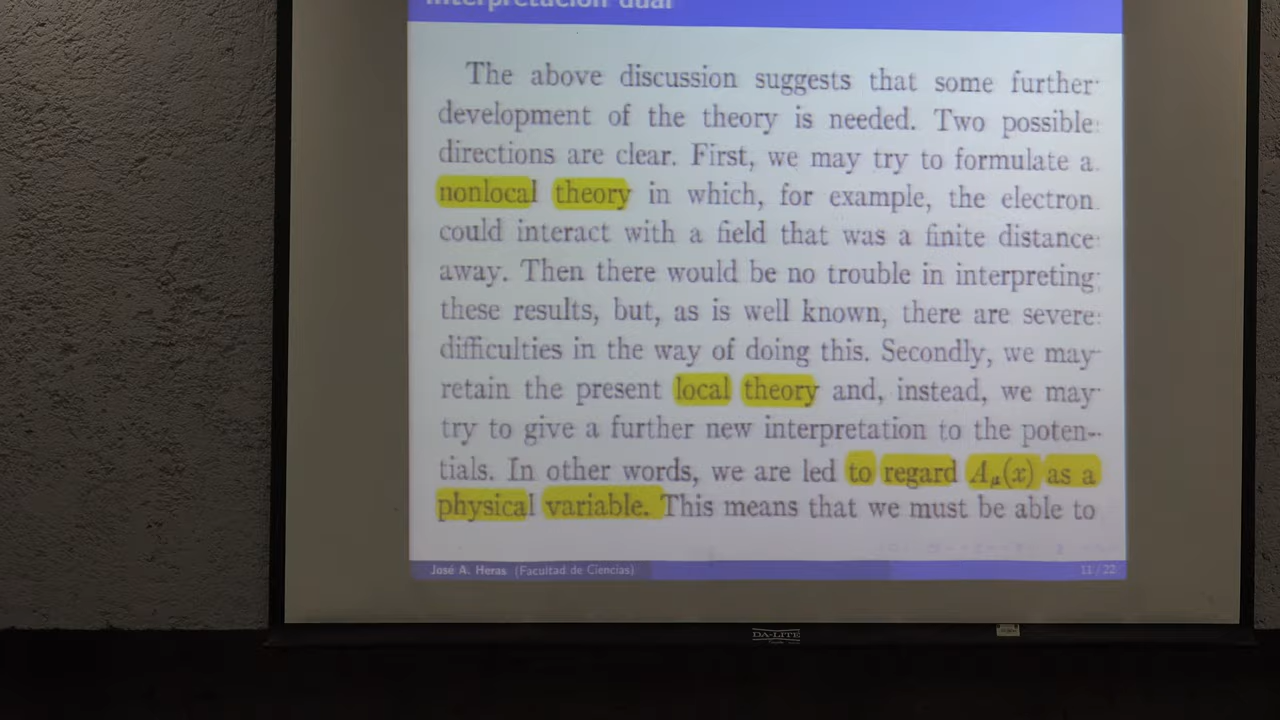 interpretación dual
The above discussion suggests that some further
development of the theory is needed. Two possible
directions are clear. First, we may try to formulate a
nonlocal theory in which, for example, the electron
could interact with a field that was a finite distance
away. Then there would be no trouble in interpreting
these results, but, as is well known, there are severe
difficulties in the way of doing this. Secondly, we may
retain the present local theory and, instead, we may
try to give a further new interpretation to the poten-
tials. In other words, we are led to regard Aμ(x) as a
physical variable. This means that we must be able to
José A. Heras (Facultad de Ciencias)
11 / 22
DA-LITE